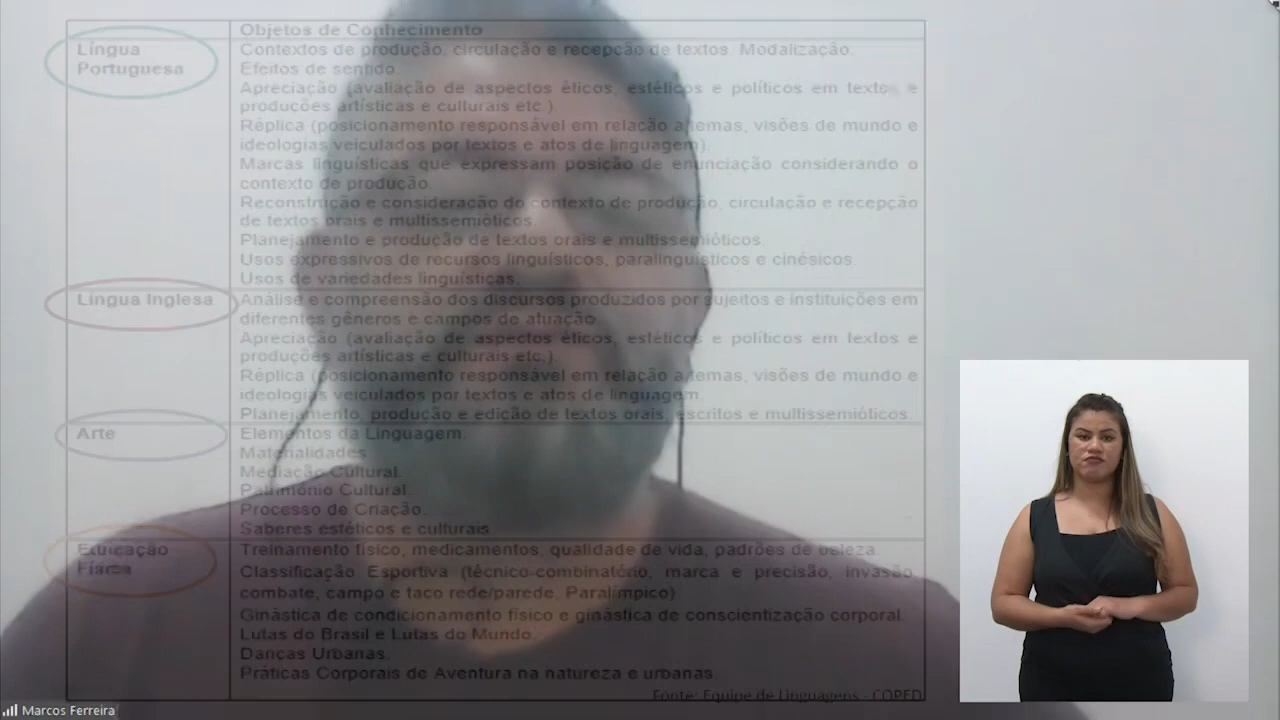 Objetos de Conhecimento
Língua
Portuguesa
Contextos de produção, circulação e recepção de textos. Modalização.
Efeitos de sentido.
Apreciação (avaliação de aspectos éticos, estéticos e políticos em textos e
produções artísticas e culturais etc.).
Réplica (posicionamento responsável em relação a temas, visões de mundo e
ideologias veiculados por textos e atos de linguagem).
Marcas linguísticas que expressam posição de enunciação considerando o
contexto de produção.
Reconstrução e consideração do contexto de produção, circulação e recepção
de textos orais e multissemióticos.
Planejamento e produção de textos orais e multissemióticos.
Usos expressivos de recursos linguísticos, paralinguísticos e cinésicos.
Usos de variedades linguísticas.
Língua Inglesa
Análise e compreensão dos discursos produzidos por sujeitos e instituições em
diferentes gêneros e campos de atuação.
Apreciação (avaliação de aspectos éticos, estéticos e políticos em textos e
produções artísticas e culturais etc.).
Réplica (posicionamento responsável em relação a temas, visões de mundo e
ideologias veiculados por textos e atos de linguagem.
Planejamento, produção e edição de textos orais, escritos e multissemióticos.
Arte
Elementos da Linguagem.
Materialidades.
Mediação Cultural.
Patrimônio Cultural.
Processo de Criação.
Saberes estéticos e culturais.
Educação
Física
Treinamento físico, medicamentos, qualidade de vida, padrões de beleza.
Classificação Esportiva (técnico-combinatório, marca e precisão, invasão
combate, campo e taco rede/parede, Paralímpico)
Ginástica de condicionamento físico e ginástica de conscientização corporal.
Lutas do Brasil e Lutas do Mundo.
Danças Urbanas.
Práticas Corporais de Aventura na natureza e urbanas.
Fonte: Equipe de Linguagens - COPED
Marcos Ferreira